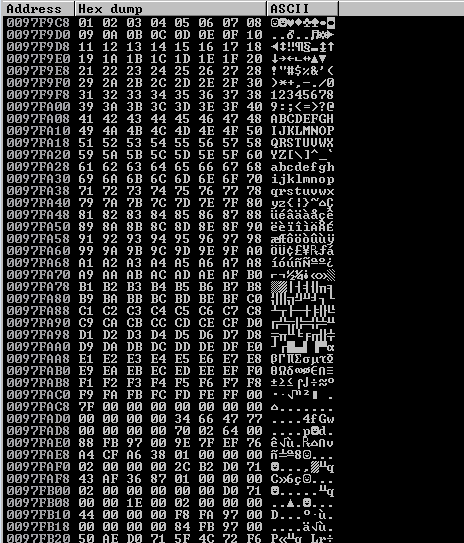 Address Hex dump ASCII
0097F9C8 01 02 03 04 05 06 07 08 ☺☻♥♦♣♠•◘
0097F9D0 09 0A 0B 0C 0D 0E 0F 10 ..♂..♫☼►
0097F9D8 11 12 13 14 15 16 17 18 ◄↕‼¶§▬↨↑
0097F9E0 19 1A 1B 1C 1D 1E 1F 20 ↓→←∟↔▲▼
0097F9E8 21 22 23 24 25 26 27 28 !"#$%&'(
0097F9F0 29 2A 2B 2C 2D 2E 2F 30 )*+,-./0
0097F9F8 31 32 33 34 35 36 37 38 12345678
0097FA00 39 3A 3B 3C 3D 3E 3F 40 9:;<=>?@
0097FA08 41 42 43 44 45 46 47 48 ABCDEFGH
0097FA10 49 4A 4B 4C 4D 4E 4F 50 IJKLMNOP
0097FA18 51 52 53 54 55 56 57 58 QRSTUVWX
0097FA20 59 5A 5B 5C 5D 5E 5F 60 YZ[\]^_`
0097FA28 61 62 63 64 65 66 67 68 abcdefgh
0097FA30 69 6A 6B 6C 6D 6E 6F 70 ijklmnop
0097FA38 71 72 73 74 75 76 77 78 qrstuvwx
0097FA40 79 7A 7B 7C 7D 7E 7F 80 yz{|}~⌂Ç
0097FA48 81 82 83 84 85 86 87 88 üéâäàåçê
0097FA50 89 8A 8B 8C 8D 8E 8F 90 ëèïîìÄÅÉ
0097FA58 91 92 93 94 95 96 97 98 æÆôöòûùÿ
0097FA60 99 9A 9B 9C 9D 9E 9F A0 ÖÜ¢£¥₧ƒá
0097FA68 A1 A2 A3 A4 A5 A6 A7 A8 íóúñÑªº¿
0097FA70 A9 AA AB AC AD AE AF B0 ⌐¬½¼¡«»░
0097FA78 B1 B2 B3 B4 B5 B6 B7 B8 ▒▓│┤╡╢╖╕
0097FA80 B9 BA BB BC BD BE BF C0 ╣║╗╝╜╛┐└
0097FA88 C1 C2 C3 C4 C5 C6 C7 C8 ┴┬├─┼╞╟╚
0097FA90 C9 CA CB CC CD CE CF D0 ╔╩╦╠═╬╧╨
0097FA98 D1 D2 D3 D4 D5 D6 D7 D8 ╤╥╙╘╒╓╫╪
0097FAA0 D9 DA DB DC DD DE DF E0 ┘┌█▄▌▐▀α
0097FAA8 E1 E2 E3 E4 E5 E6 E7 E8 βΓπΣσµτΦ
0097FAB0 E9 EA EB EC ED EE EF F0 ΘΩδ∞φε∩≡
0097FAB8 F1 F2 F3 F4 F5 F6 F7 F8 ±≥≤⌠⌡÷≈°
0097FAC0 F9 FA FB FC FD FE FF 00 ∙·√ⁿ²■ .
0097FAC8 7F 00 00 00 00 00 00 00 ⌂.......
0097FAD0 00 00 00 00 34 66 47 77 ....4fGw
0097FAD8 00 00 00 00 70 02 64 00 ....p☻d.
0097FAE0 88 FB 97 00 9E 7F EF 76 ê√ù.₧⌂∩v
0097FAE8 A4 CF A6 38 01 00 00 00 ñ╧ª8☺...
0097FAF0 02 00 00 00 2C B2 D0 71 ☻...,▓╨q
0097FAF8 43 AF 36 87 01 00 00 00 C»6ç☺...
0097FB00 02 00 00 00 00 00 D0 71 ☻.....╨q
0097FB08 00 00 1E 00 02 00 00 00 ..▲.☻...
0097FB10 44 00 00 00 F8 FA 97 00 D...°·ù.
0097FB18 00 00 00 00 84 FB 97 00 ....ä√ù.
0097FB20 50 AE D0 71 5F 4C 72 F6 P«╨q_Lr÷